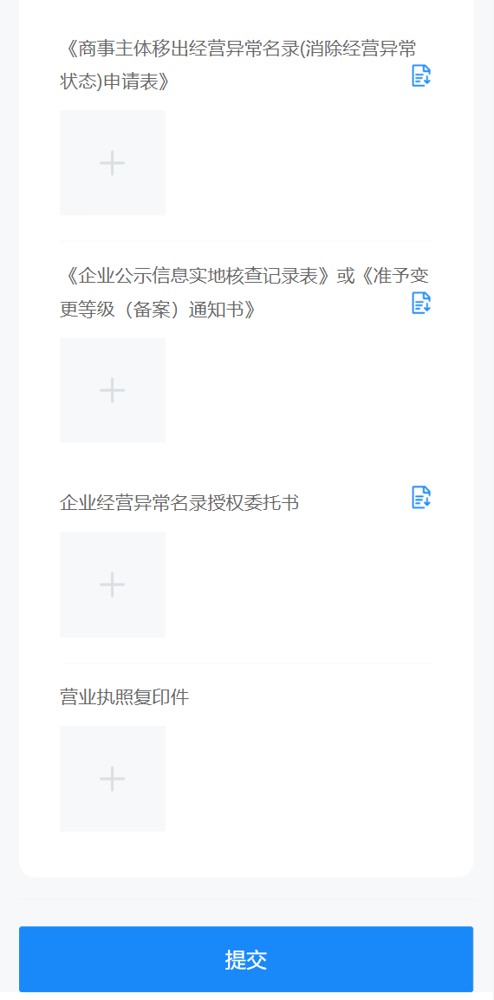 《商事主体移出经营异常名录(消除经营异常
状态)申请表》
《企业公示信息实地核查记录表》或《准予变
更等级（备案）通知书》
企业经营异常名录授权委托书
营业执照复印件
提交